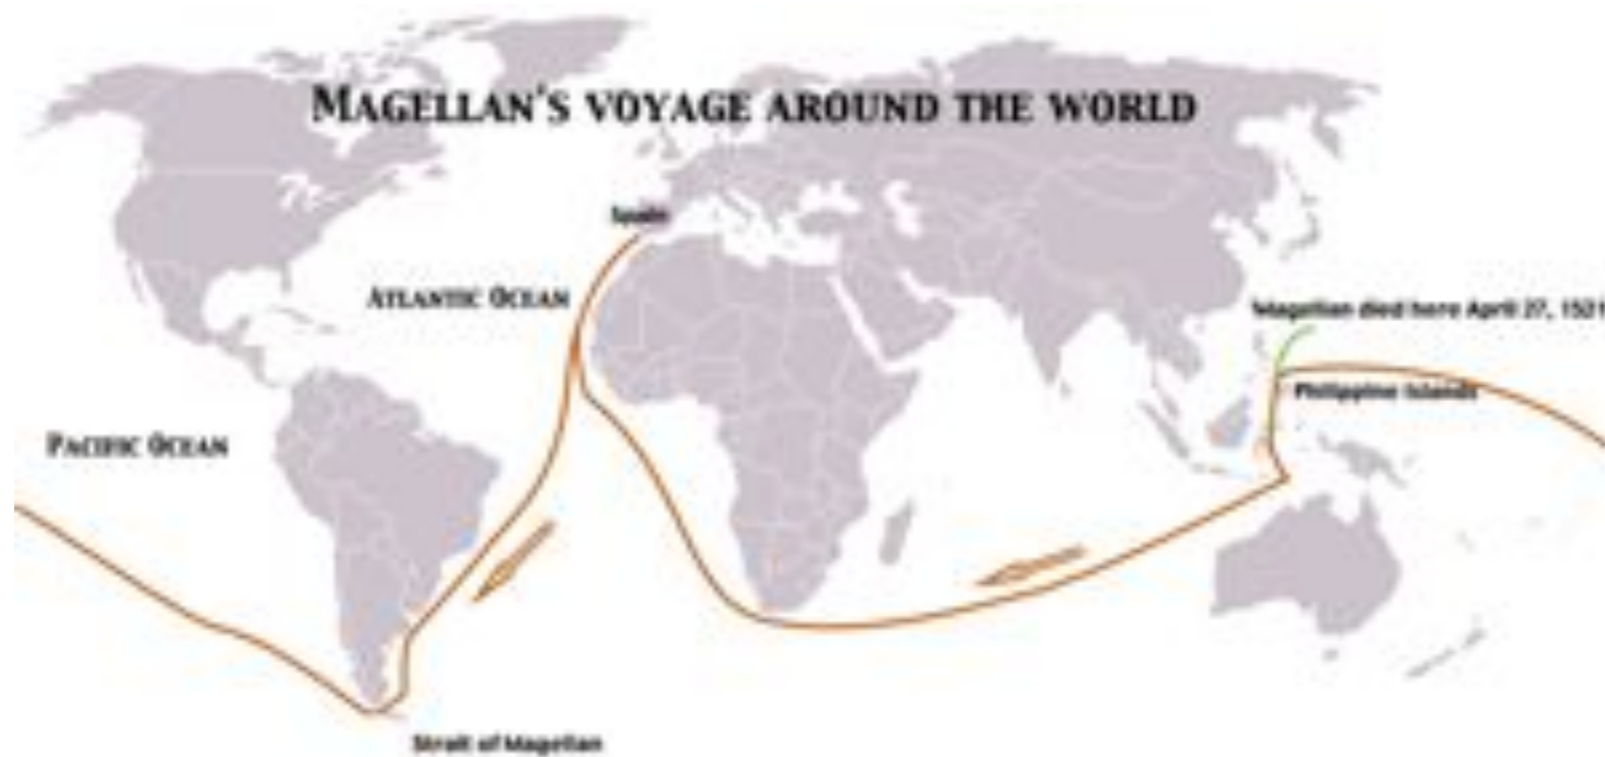 MAGELLAN'S VOYAGE AROUND THE WORLD
Spain
ATLANTIC OCEAN
Magellan died here April 27, 1521
Philippine Islands
PACIFIC OCEAN
Strait of Magellan